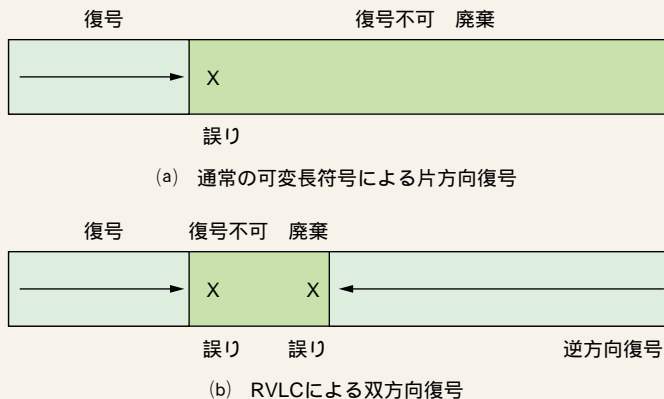 復号 復号不可 廃棄
X
誤り
(a) 通常の可変長符号による片方向復号
復号 復号不可 廃棄
X X
誤り 誤り 逆方向復号
(b) RVLCによる双方向復号